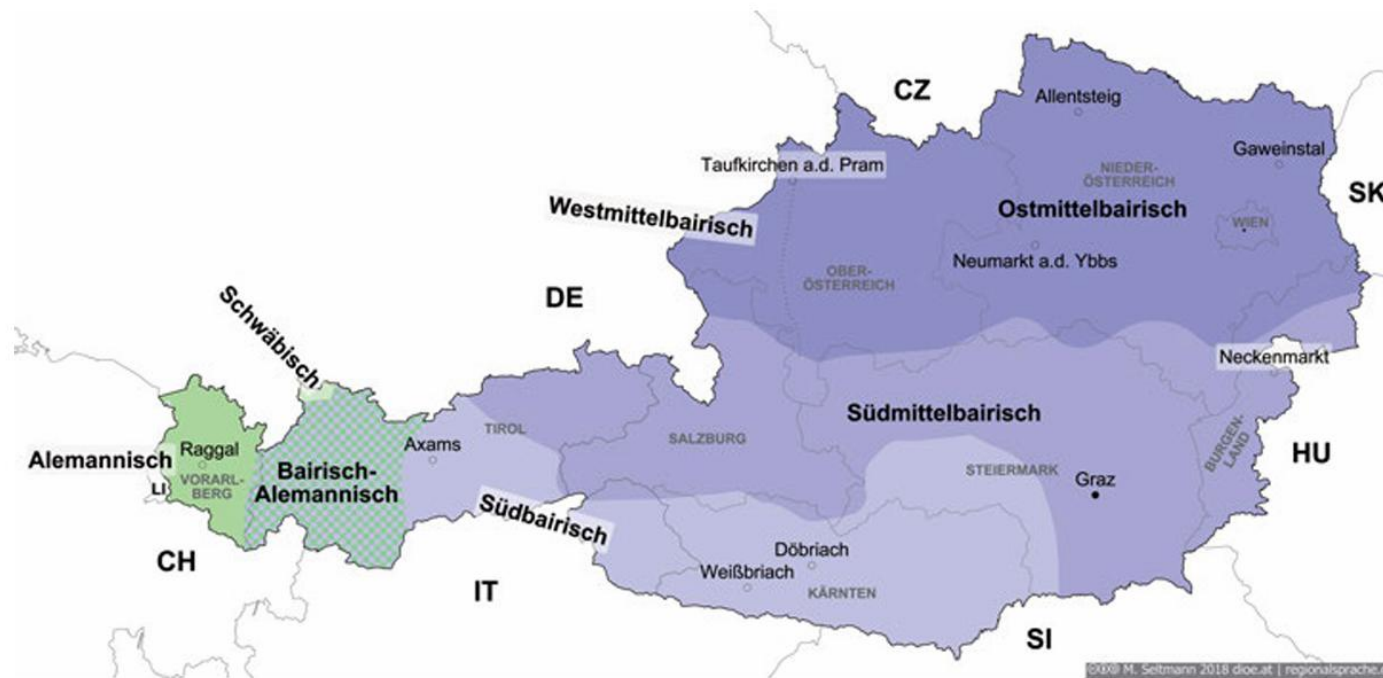 CZ
Allentsteig
Gaweinstal
Taufkirchen a.d. Pram
NIEDER-
ÖSTERREICH
SK
Westmittelbairisch
Ostmittelbairisch
WIEN
Neumarkt a.d. Ybbs
OBER-
ÖSTERREICH
DE
Schwäbisch
Neckenmarkt
Südmittelbairisch
TIROL
SALZBURG
Axams
Raggal
Alemannisch
LI
VORARL-
BERG
Bairisch-
Alemannisch
STEIERMARK
Graz
BURGEN-
LAND
HU
Südbairisch
CH
IT
Döbriach
Weißbriach
KÄRNTEN
SI
M. Seltmann 2018 dioe.at | regionalsprache.